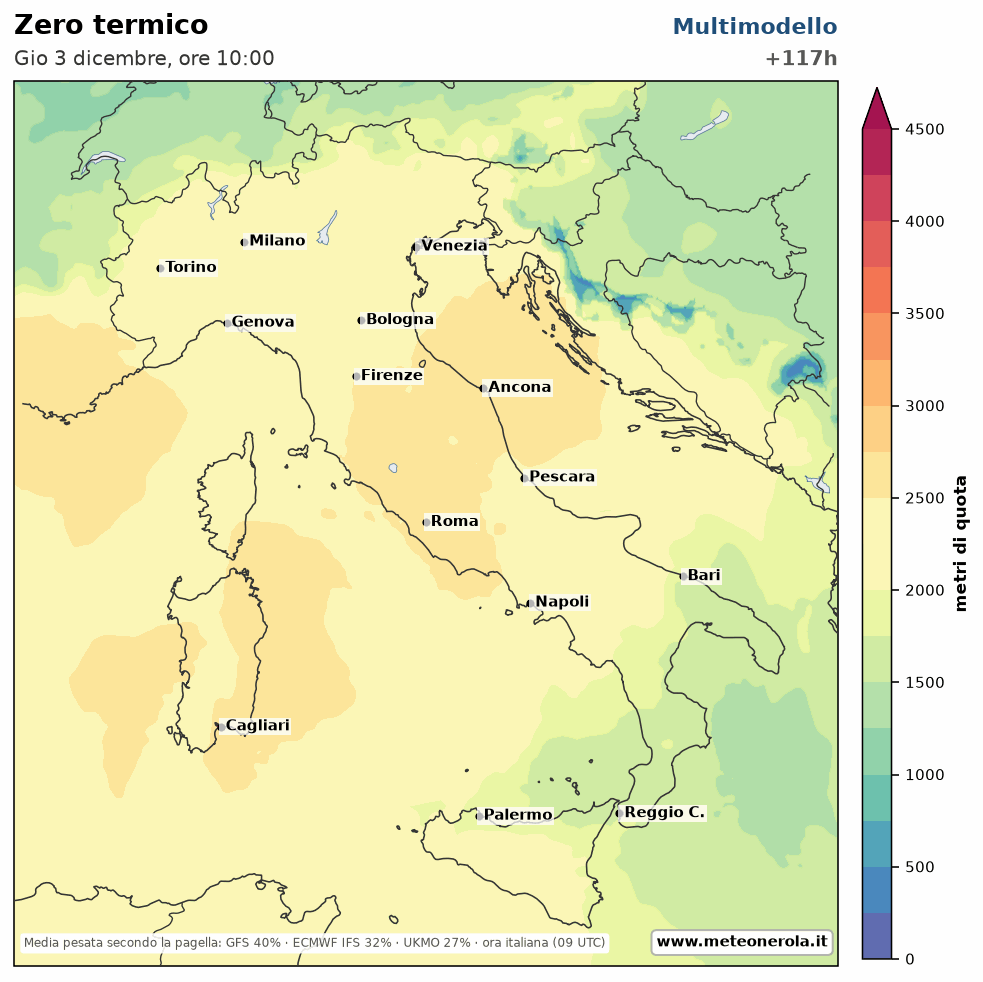 Zero termico
Multimodello
Gio 3 dicembre, ore 10:00
+117h
4500
4000
3500
3000
2500
2000
1500
1000
500
0
metri di quota
Milano
Venezia
Torino
Genova
Bologna
Firenze
Ancona
Pescara
Roma
Bari
Napoli
Cagliari
Palermo
Reggio C.
Media pesata secondo la pagella: GFS 40% · ECMWF IFS 32% · UKMO 27% · ora italiana (09 UTC)
www.meteonerola.it